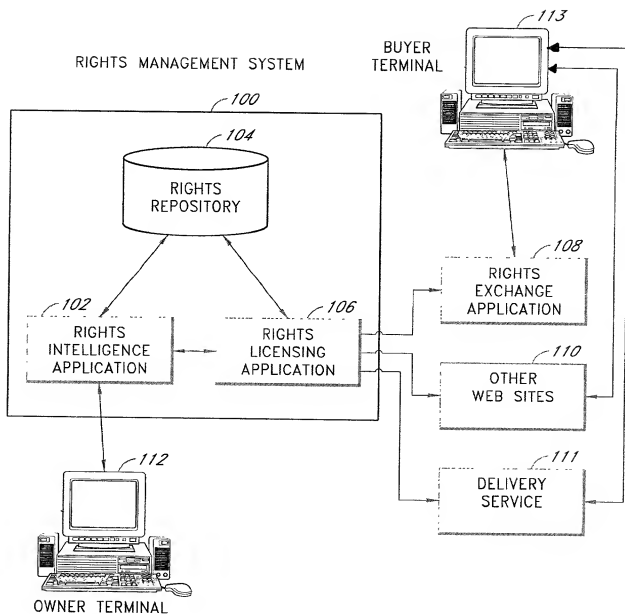 113
BUYER
TERMINAL
RIGHTS MANAGEMENT SYSTEM
100
104
RIGHTS
REPOSITORY
102
RIGHTS
INTELLIGENCE
APPLICATION
106
RIGHTS
LICENSING
APPLICATION
108
RIGHTS
EXCHANGE
APPLICATION
110
OTHER
WEB SITES
111
DELIVERY
SERVICE
112
OWNER TERMINAL